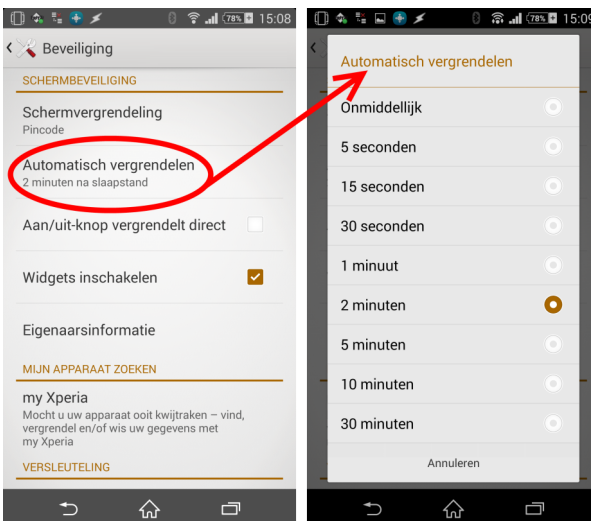 78% 15:08
Beveiliging
SCHERMBEVEILIGING
Schermvergrendeling
Pincode
Automatisch vergrendelen
2 minuten na slaapstand
Aan/uit-knop vergrendelt direct
Widgets inschakelen
Eigenaarsinformatie
MIJN APPARAAT ZOEKEN
my Xperia
Mocht u uw apparaat ooit kwijtraken – vind,
vergrendel en/of wis uw gegevens met
my Xperia
VERSLEUTELING
78% 15:09
Automatisch vergrendelen
Onmiddellijk
5 seconden
15 seconden
30 seconden
1 minuut
2 minuten
5 minuten
10 minuten
30 minuten
Annuleren